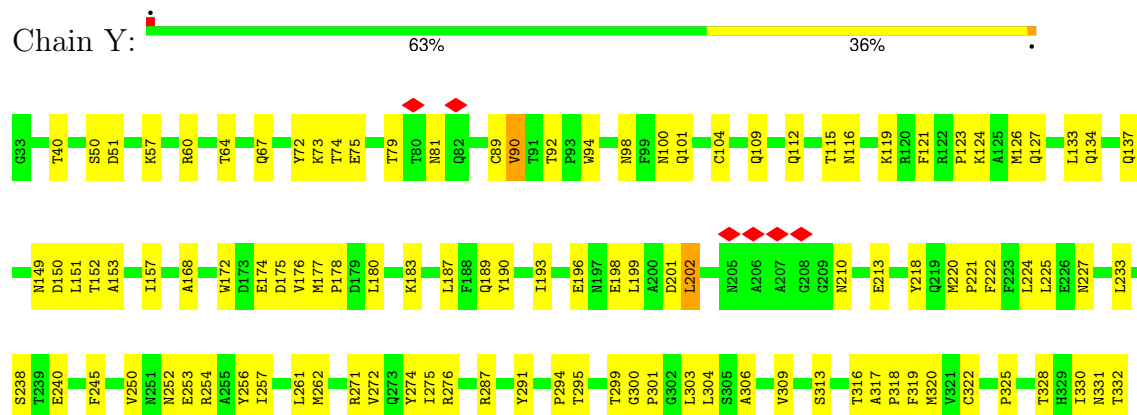 Chain Y:
63% 36%
G33 T40 S50 D51 K57 R60 T64 Q67 Y72 K73 T74 E75 T79 T80 N81 Q82 C89 V90 T91 T92 P93 W94 N98 F99 N100 Q101 C104 Q109 Q112 T115 N116 K119 R120 F121 R122 P123 K124 A125 M126 Q127 L133 Q134 Q137
N149 D150 L151 T152 A153 I157 A168 W172 D173 E174 D175 V176 M177 P178 D179 L180 K183 L187 F188 Q189 Y190 I193 E196 N197 E198 L199 A200 D201 L202 N205 A206 A207 G208 G209 N210 E213 Y218 Q219 M220 P221 F222 F223 L224 L225 E226 N227 L233
S238 T239 E240 F245 V250 N251 N252 E253 R254 A255 Y256 I257 L261 M262 R271 V272 Q273 Y274 I275 R276 R287 Y291 P294 T295 T299 G300 P301 G302 L303 L304 S305 A306 V309 S313 T316 A317 P318 F319 M320 V321 C322 P325 T328 H329 I330 N331 T332